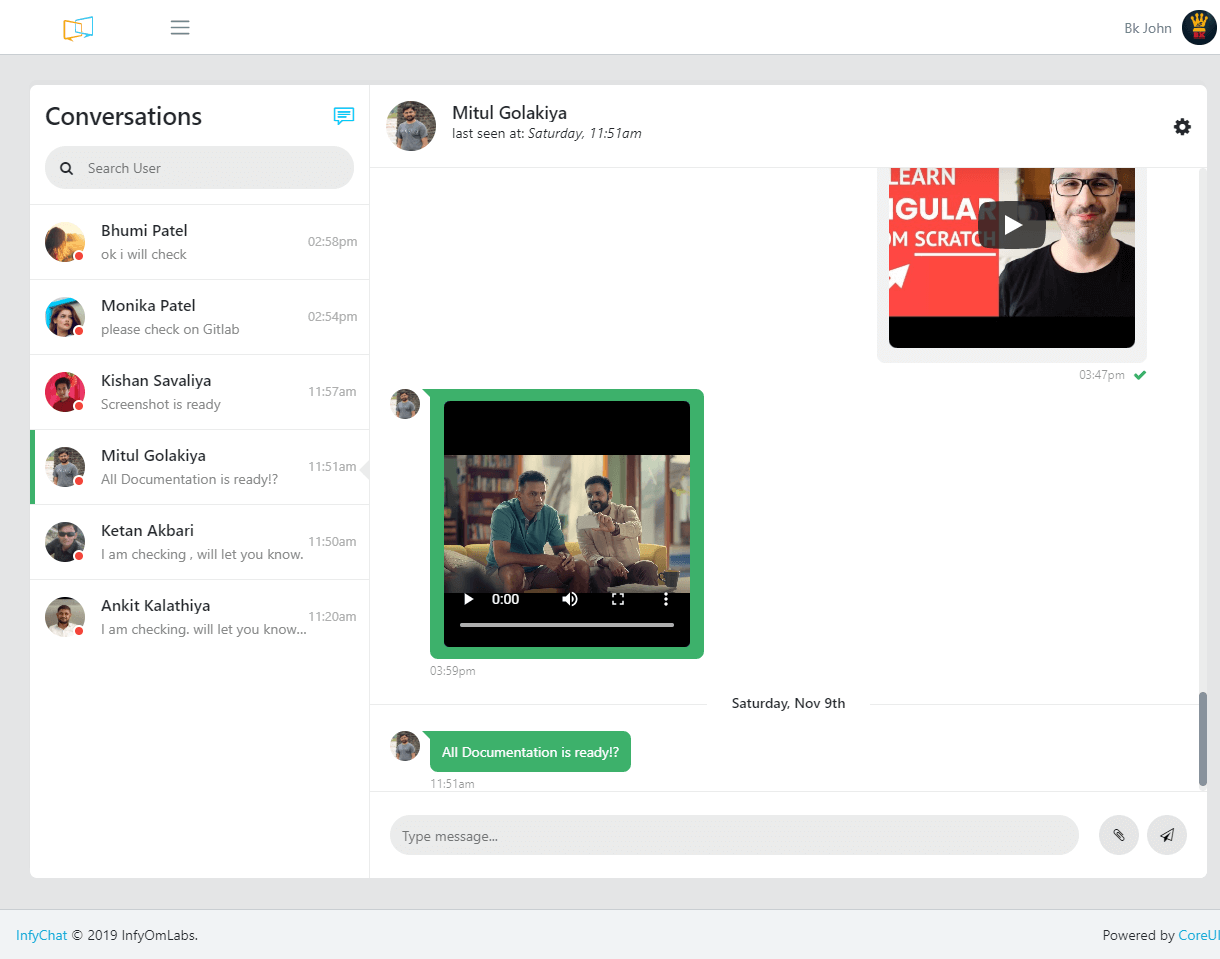 Bk John
Conversations
Search User
Bhumi Patel
ok i will check
02:58pm
Monika Patel
please check on Gitlab
02:54pm
Kishan Savaliya
Screenshot is ready
11:57am
Mitul Golakiya
All Documentation is ready!?
11:51am
Ketan Akbari
I am checking , will let you know.
11:50am
Ankit Kalathiya
I am checking. will let you know...
11:20am
Mitul Golakiya
last seen at: Saturday, 11:51am
LEARN
NGULAR
OM SCRATCH
03:47pm
0:00
03:59pm
Saturday, Nov 9th
All Documentation is ready!?
11:51am
Type message...
InfyChat © 2019 InfyOmLabs.
Powered by CoreUI